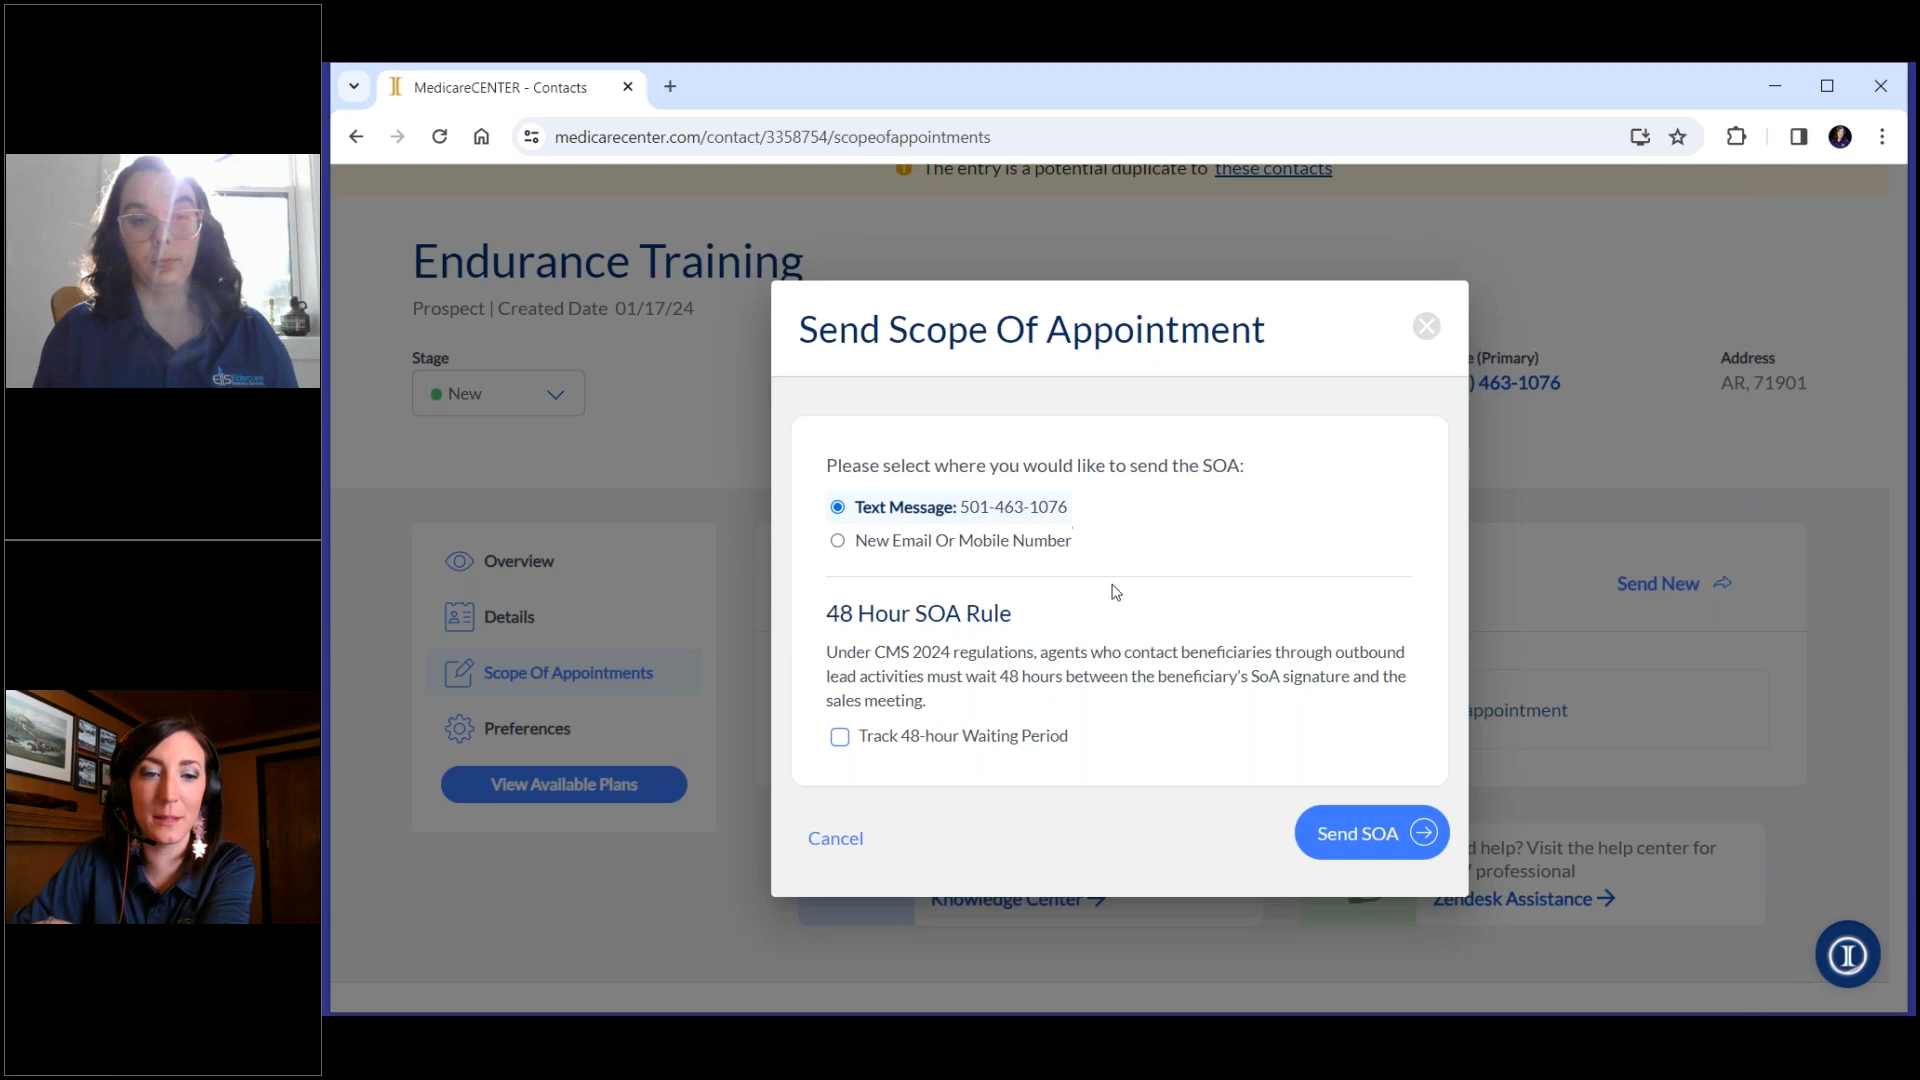 MedicareCENTER - Contacts
medicarecenter.com/contact/3358754/scopeofappointments
The entry is a potential duplicate to these contacts
Endurance Training
Prospect | Created Date 01/17/24
Stage
New
(Primary)
463-1076
Address
AR, 71901
Overview
Details
Scope Of Appointments
Preferences
View Available Plans
Send New
Send Scope Of Appointment
Please select where you would like to send the SOA:
Text Message: 501-463-1076
New Email Or Mobile Number
48 Hour SOA Rule
Under CMS 2024 regulations, agents who contact beneficiaries through outbound
lead activities must wait 48 hours between the beneficiary's SoA signature and the
sales meeting.
Track 48-hour Waiting Period
Cancel
Send SOA
help? Visit the help center for
professional
Knowledge Center
Zendesk Assistance